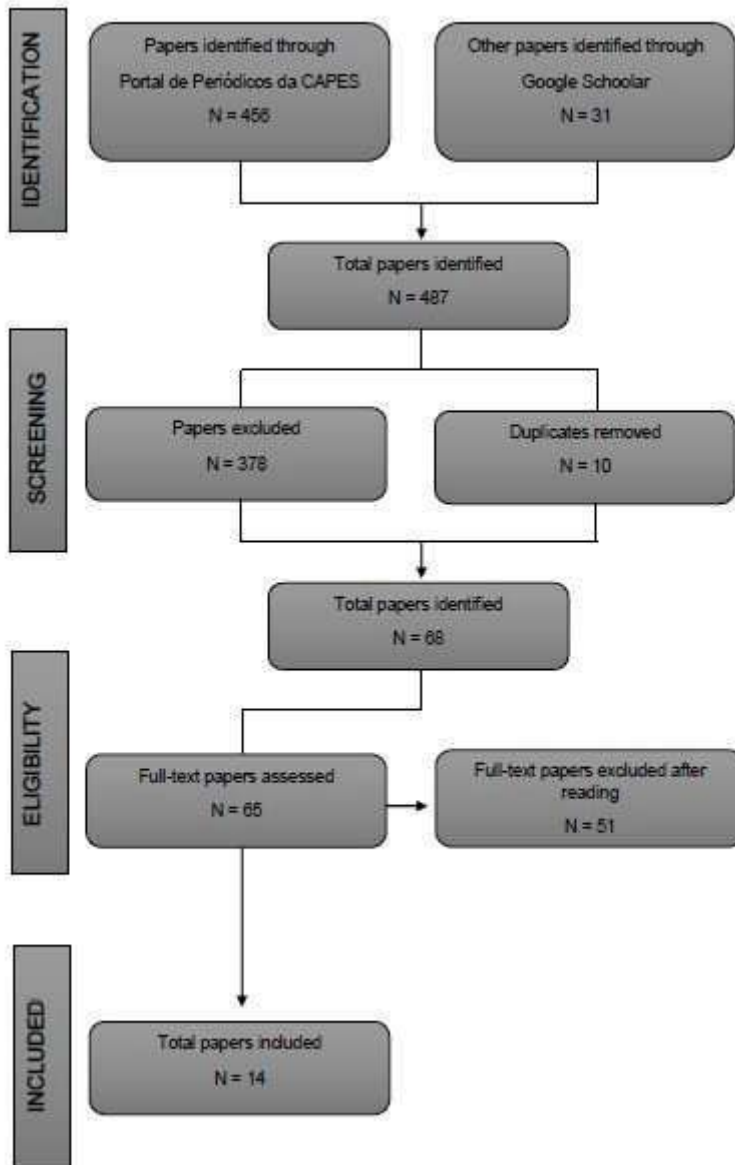 IDENTIFICATION
Papers identified through
Portal de Periódicos da CAPES
N = 456
Other papers identified through
Google Schoolar
N = 31
Total papers identified
N = 487
SCREENING
Papers excluded
N = 378
Duplicates removed
N = 10
Total papers identified
N = 68
ELIGIBILITY
Full-text papers assessed
N = 65
Full-text papers excluded after
reading
N = 51
INCLUDED
Total papers included
N = 14